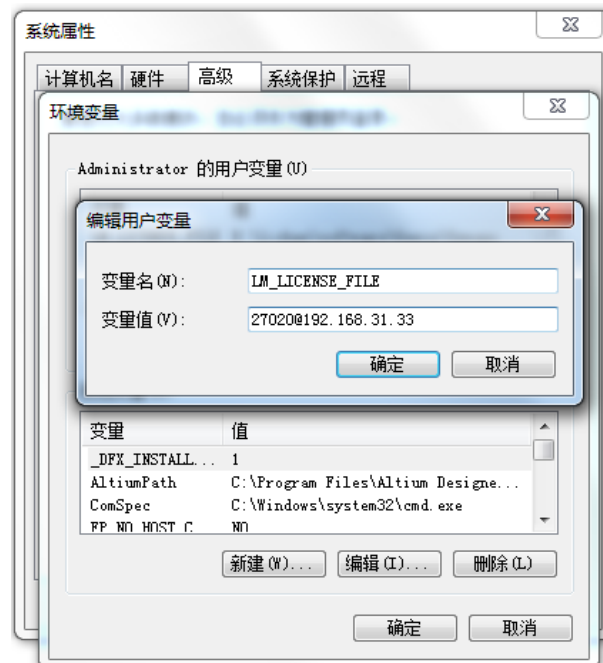 系统属性
计算机名 硬件 高级 系统保护 远程
环境变量
Administrator 的用户变量(U)
编辑用户变量
变量名(N): LM_LICENSE_FILE
变量值(V): 27020@192.168.31.33
确定 取消
变量 值
_DFX_INSTALL... 1
AltiumPath C:\Program Files\Altium Designe...
ComSpec C:\Windows\system32\cmd.exe
FP_NO_HOST_C NO
新建(W)... 编辑(I)... 删除(L)
确定 取消